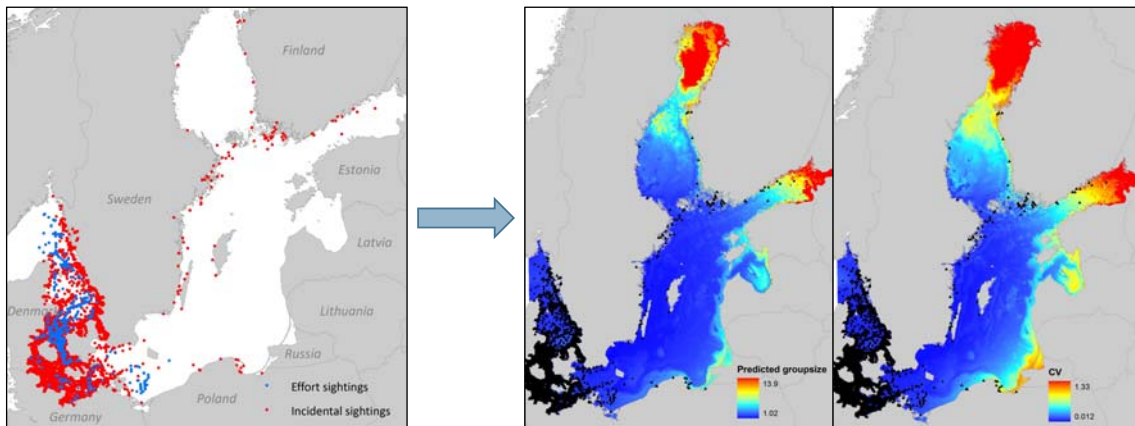 Finland
Sweden
Estonia
Latvia
Denmark
Lithuania
Russia
Poland
Germany
Effort sightings
Incidental sightings
Predicted groupsize
13.9
1.02
CV
1.33
0.012